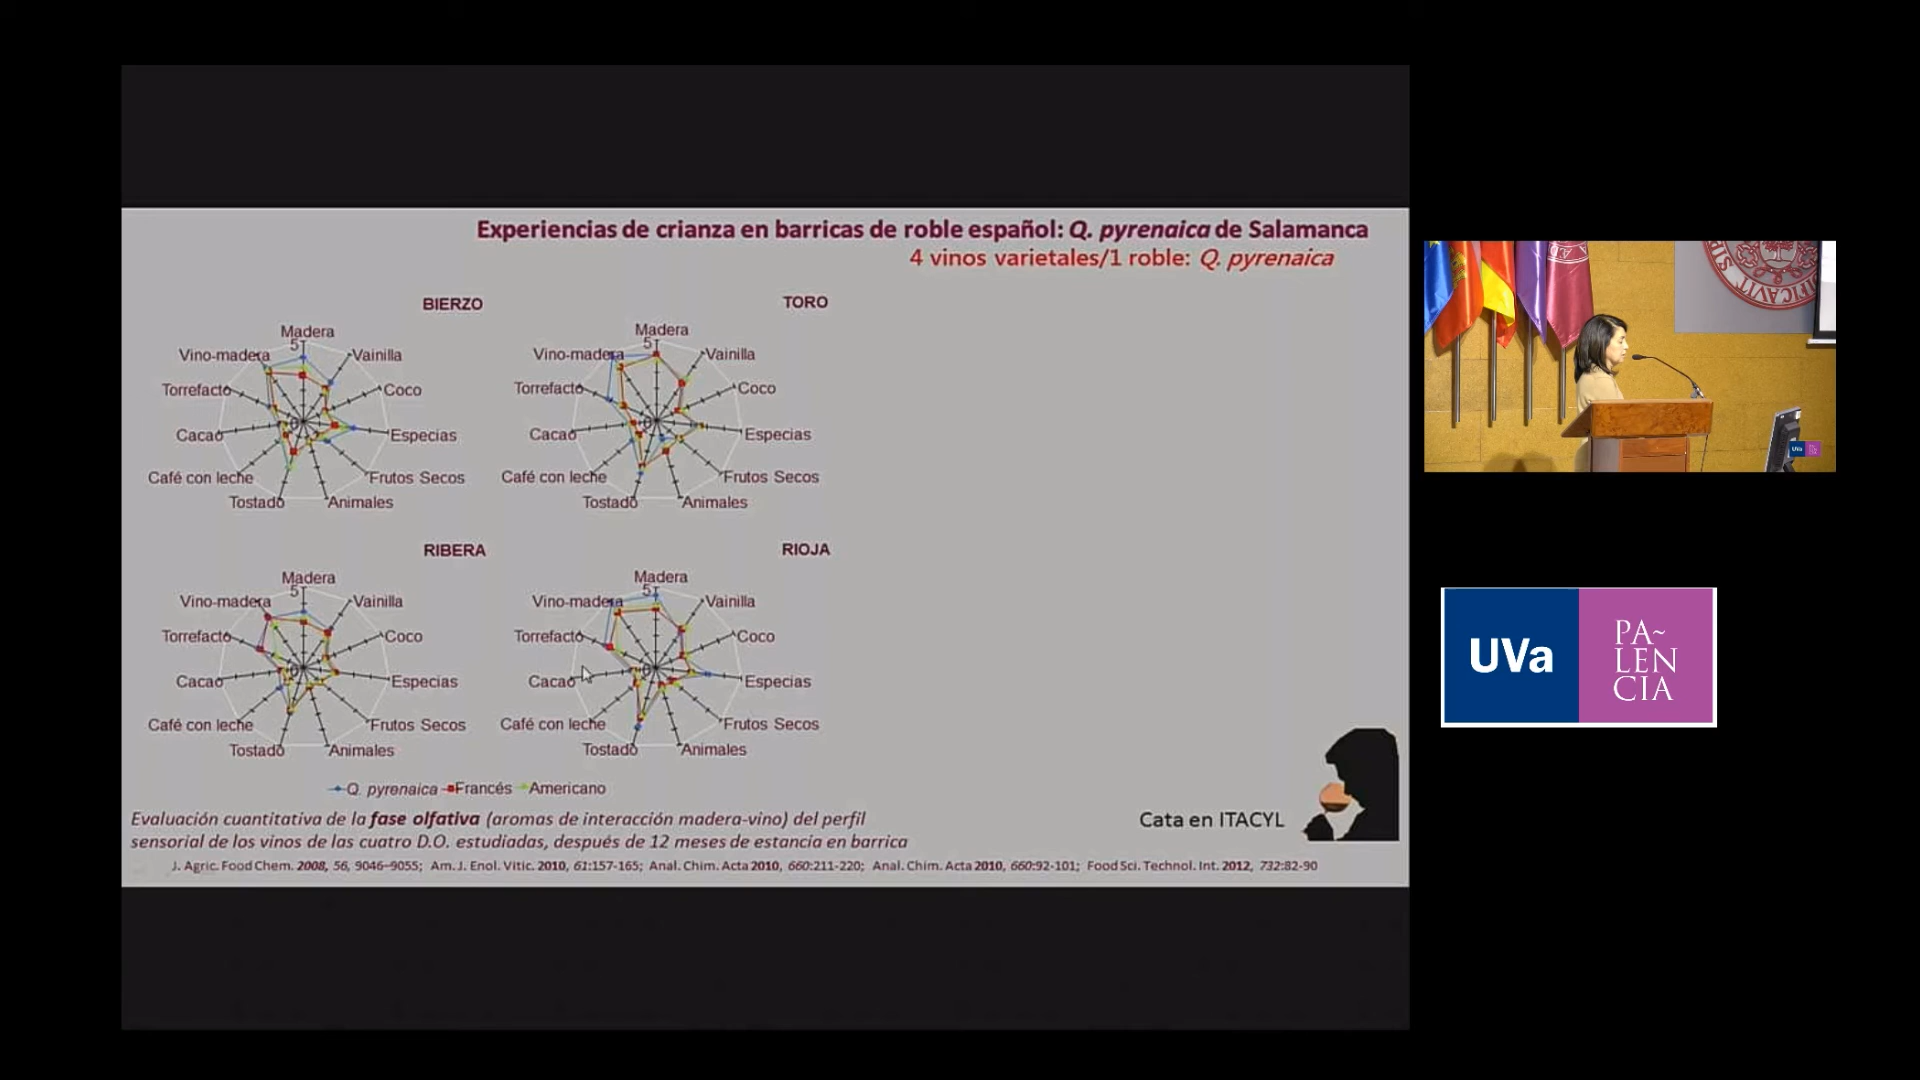 Experiencias de crianza en barricas de roble español: Q. pyrenaica de Salamanca
4 vinos varietales/1 roble: Q. pyrenaica
BIERZO
Madera
5
Vino-madera
Vainilla
Torrefacto
Coco
0
Cacao
Especias
Café con leche
Frutos Secos
Tostado
Animales
TORO
Madera
5
Vino-madera
Vainilla
Torrefacto
Coco
0
Cacao
Especias
Café con leche
Frutos Secos
Tostado
Animales
RIBERA
Madera
5
Vino-madera
Vainilla
Torrefacto
Coco
0
Cacao
Especias
Café con leche
Frutos Secos
Tostado
Animales
RIOJA
Madera
5
Vino-madera
Vainilla
Torrefacto
Coco
0
Cacao
Especias
Café con leche
Frutos Secos
Tostado
Animales
Q. pyrenaica Francés Americano
Evaluación cuantitativa de la fase olfativa (aromas de interacción madera-vino) del perfil
sensorial de los vinos de las cuatro D.O. estudiadas, después de 12 meses de estancia en barrica
Cata en ITACYL
J. Agric. Food Chem. 2008, 56, 9046–9055; Am. J. Enol. Vitic. 2010, 61:157-165; Anal. Chim. Acta 2010, 660:211-220; Anal. Chim. Acta 2010, 660:92-101; Food Sci. Technol. Int. 2012, 732:82-90
UVa
PA~
LEN
CIA